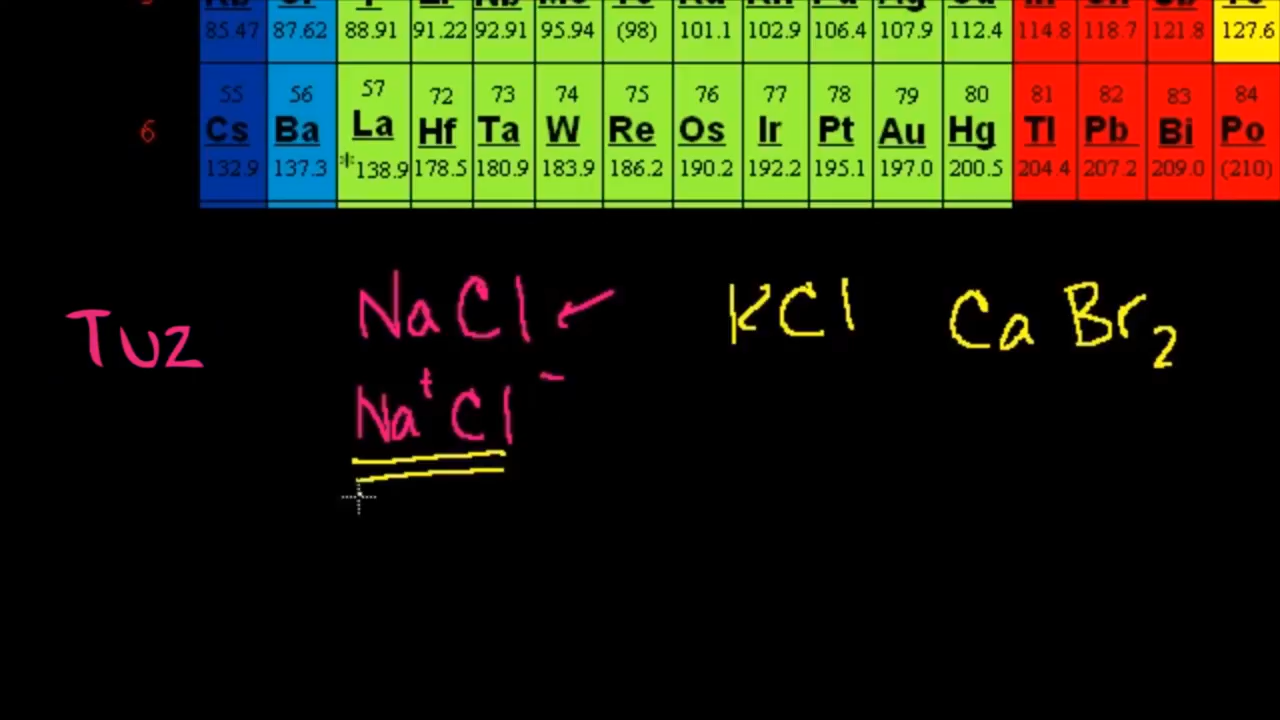 85.47 87.62 88.91 91.22 92.91 95.94 (98) 101.1 102.9 106.4 107.9 112.4 114.8 118.7 121.8 127.6
55 56 57 72 73 74 75 76 77 78 79 80 81 82 83 84
6 Cs Ba La Hf Ta W Re Os Ir Pt Au Hg Tl Pb Bi Po
132.9 137.3 *138.9 178.5 180.9 183.9 186.2 190.2 192.2 195.1 197.0 200.5 204.4 207.2 209.0 (210)
Tuz NaCl KCl CaBr₂
Na⁺Cl⁻